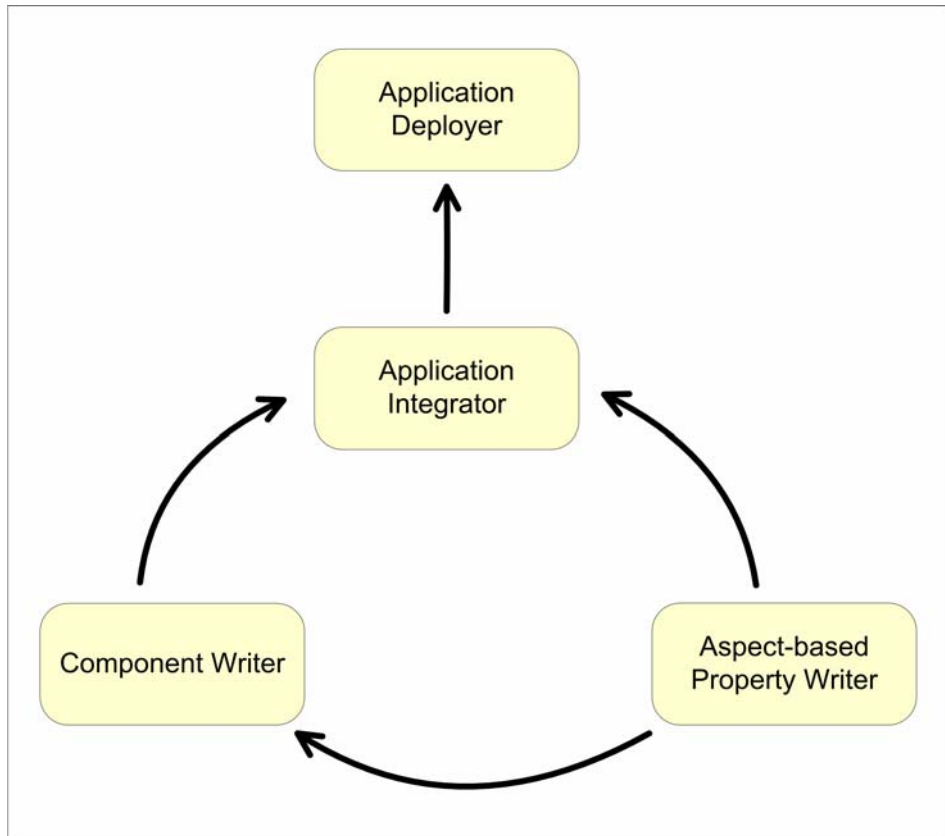 Application
Deployer
Application
Integrator
Component Writer
Aspect-based
Property Writer